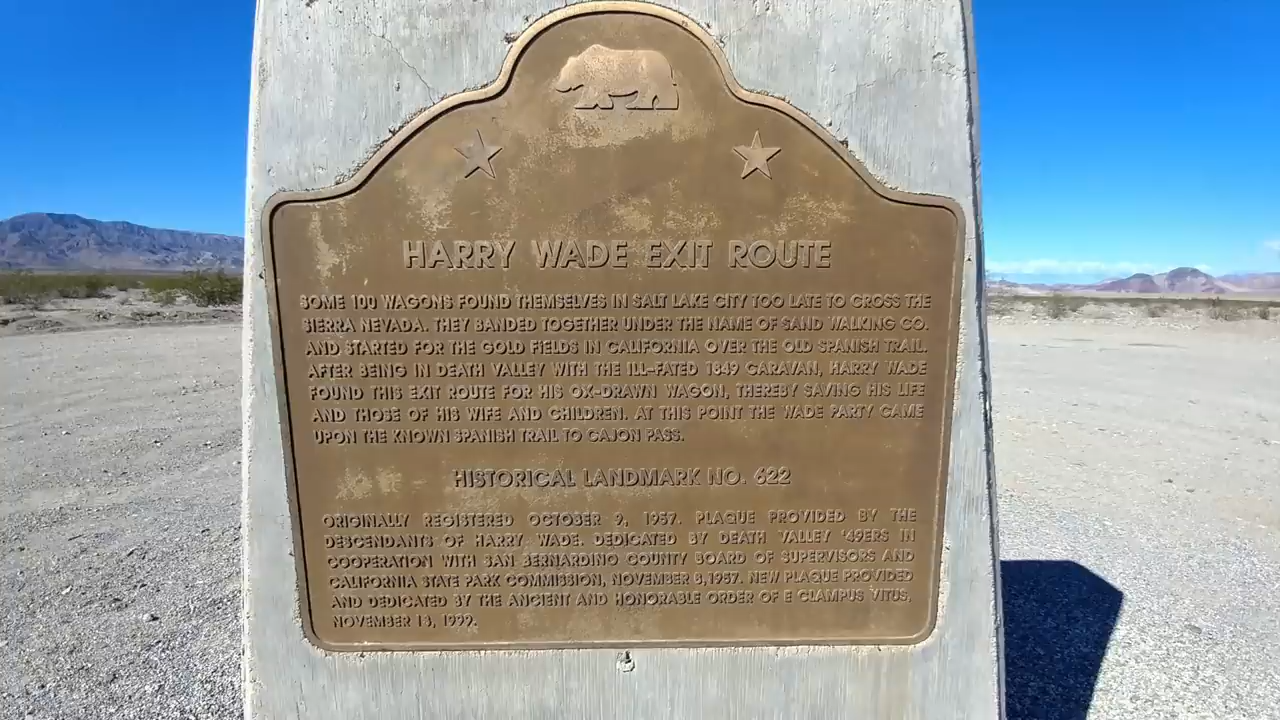 HARRY WADE EXIT ROUTE
SOME 100 WAGONS FOUND THEMSELVES IN SALT LAKE CITY TOO LATE TO CROSS THE
SIERRA NEVADA. THEY BANDED TOGETHER UNDER THE NAME OF SAND WALKING CO.
AND STARTED FOR THE GOLD FIELDS IN CALIFORNIA OVER THE OLD SPANISH TRAIL.
AFTER BEING IN DEATH VALLEY WITH THE ILL-FATED 1849 CARAVAN, HARRY WADE
FOUND THIS EXIT ROUTE FOR HIS OX-DRAWN WAGON, THEREBY SAVING HIS LIFE
AND THOSE OF HIS WIFE AND CHILDREN. AT THIS POINT THE WADE PARTY CAME
UPON THE KNOWN SPANISH TRAIL TO CAJON PASS.
HISTORICAL LANDMARK NO. 622
ORIGINALLY REGISTERED OCTOBER 9, 1957. PLAQUE PROVIDED BY THE
DESCENDANTS OF HARRY WADE. DEDICATED BY DEATH VALLEY '49ERS IN
COOPERATION WITH SAN BERNARDINO COUNTY BOARD OF SUPERVISORS AND
CALIFORNIA STATE PARK COMMISSION, NOVEMBER 8,1957. NEW PLAQUE PROVIDED
AND DEDICATED BY THE ANCIENT AND HONORABLE ORDER OF E CLAMPUS VITUS,
NOVEMBER 13, 1999.